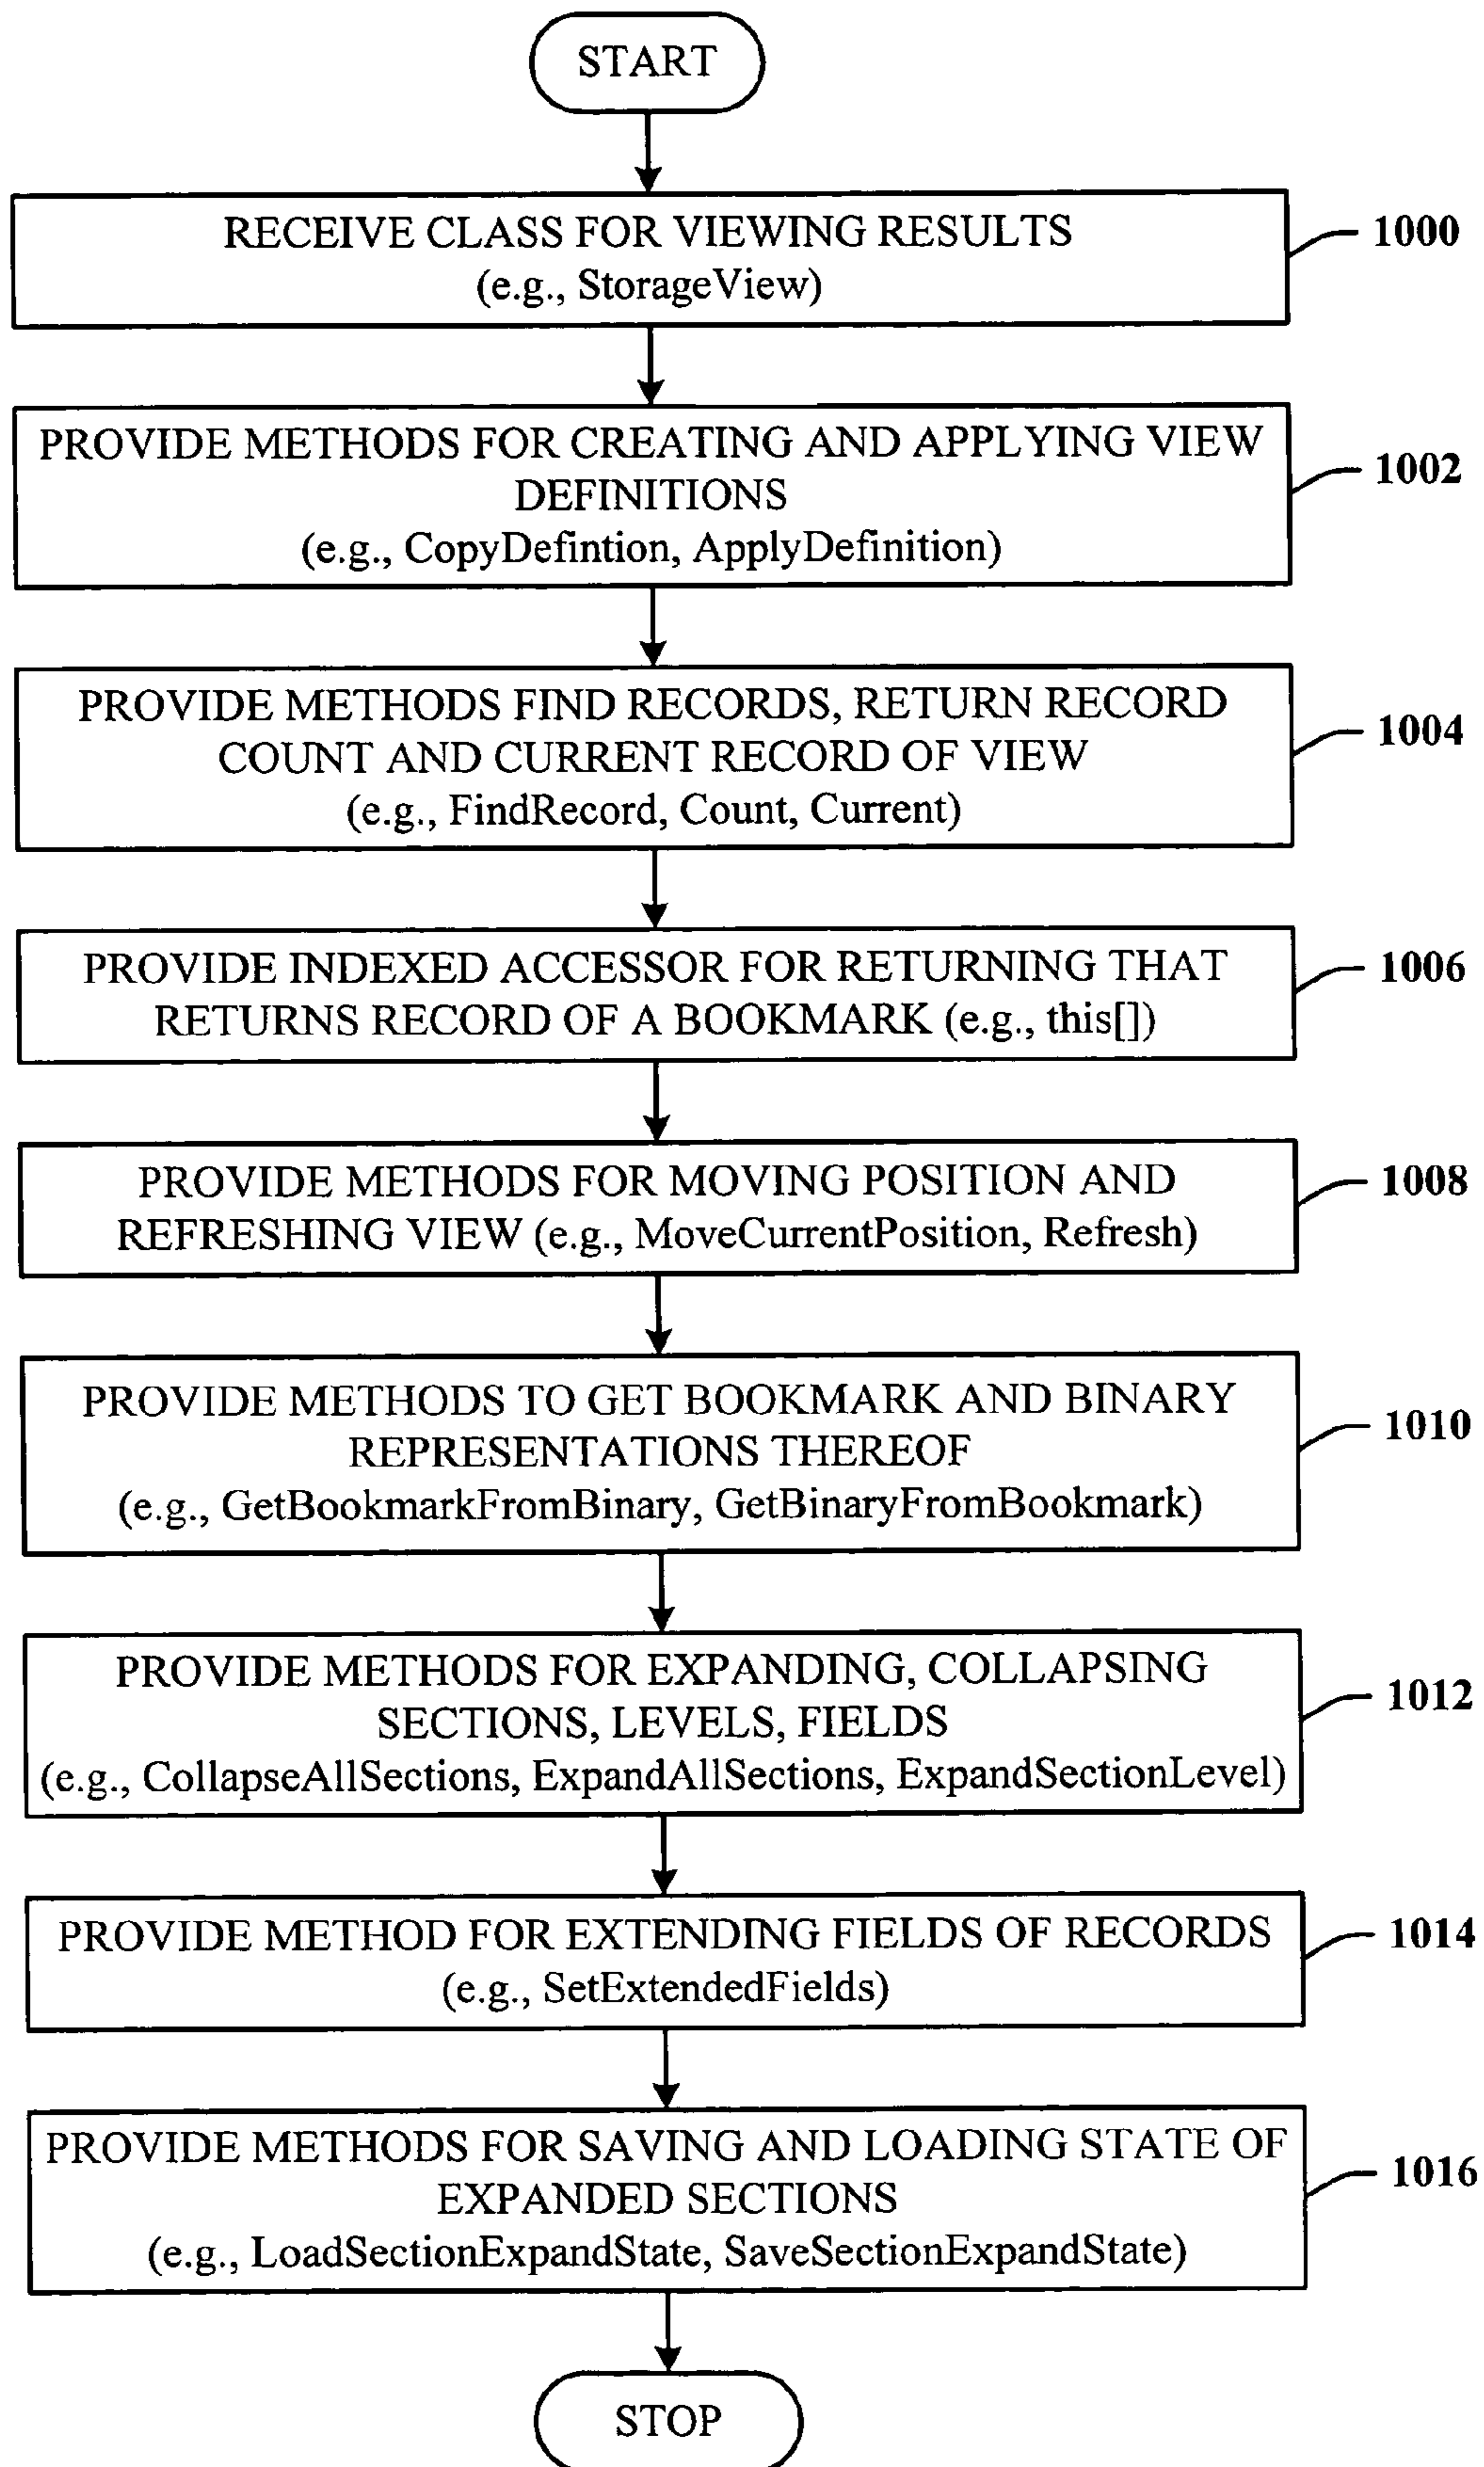 START
RECEIVE CLASS FOR VIEWING RESULTS
(e.g., StorageView)
1000
PROVIDE METHODS FOR CREATING AND APPLYING VIEW
DEFINITIONS
(e.g., CopyDefintion, ApplyDefinition)
1002
PROVIDE METHODS FIND RECORDS, RETURN RECORD
COUNT AND CURRENT RECORD OF VIEW
(e.g., FindRecord, Count, Current)
1004
PROVIDE INDEXED ACCESSOR FOR RETURNING THAT
RETURNS RECORD OF A BOOKMARK (e.g., this[])
1006
PROVIDE METHODS FOR MOVING POSITION AND
REFRESHING VIEW (e.g., MoveCurrentPosition, Refresh)
1008
PROVIDE METHODS TO GET BOOKMARK AND BINARY
REPRESENTATIONS THEREOF
(e.g., GetBookmarkFromBinary, GetBinaryFromBookmark)
1010
PROVIDE METHODS FOR EXPANDING, COLLAPSING
SECTIONS, LEVELS, FIELDS
(e.g., CollapseAllSections, ExpandAllSections, ExpandSectionLevel)
1012
PROVIDE METHOD FOR EXTENDING FIELDS OF RECORDS
(e.g., SetExtendedFields)
1014
PROVIDE METHODS FOR SAVING AND LOADING STATE OF
EXPANDED SECTIONS
(e.g., LoadSectionExpandState, SaveSectionExpandState)
1016
STOP